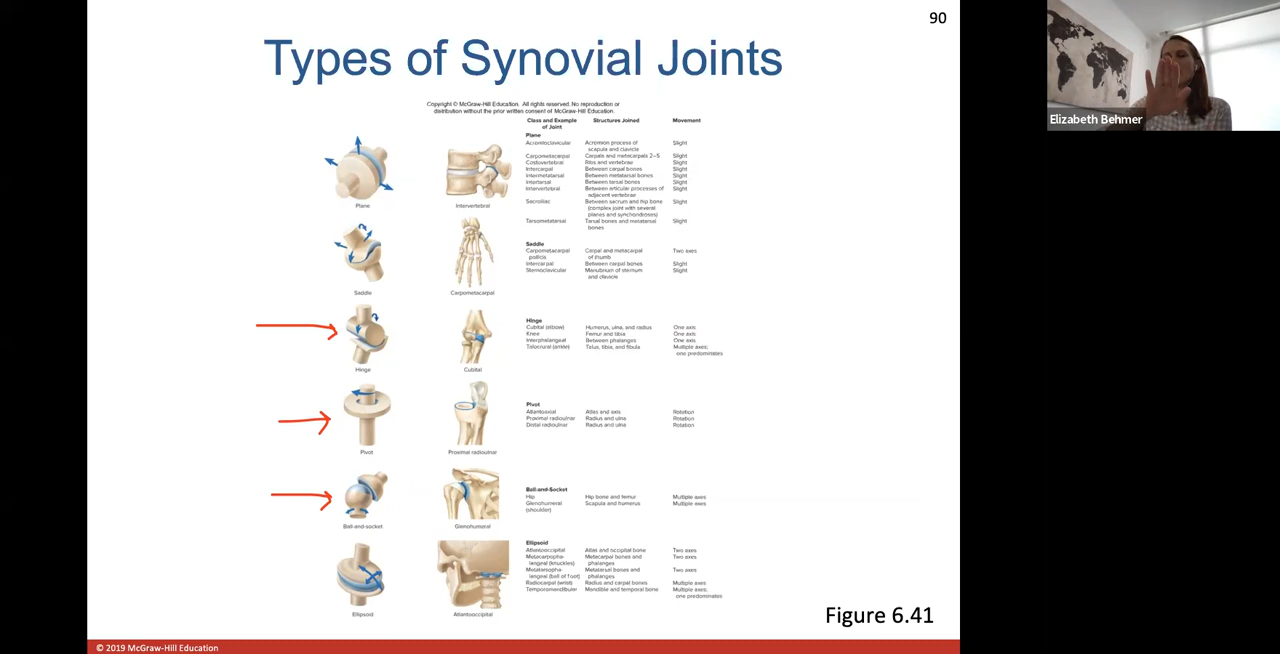 90
Types of Synovial Joints
Elizabeth Behmer
Copyright © McGraw-Hill Education. All rights reserved. No reproduction or
distribution without the prior written consent of McGraw-Hill Education.
Class and Example Structures Joined Movement
of Joint
Plane
Acromioclavicular Acromion process of Slight
scapula and clavicle
Carpometacarpal Carpals and metacarpals 2–5 Slight
Costovertebral Ribs and vertebrae Slight
Intercarpal Between carpal bones Slight
Intermetatarsal Between metatarsal bones Slight
Intertarsal Between tarsal bones Slight
Intervertebral Between articular processes of Slight
adjacent vertebrae
Sacroiliac Between sacrum and hip bone Slight
(complex joint with several
planes and synchondroses)
Tarsometatarsal Tarsal bones and metatarsal Slight
bones
Plane Intervertebral
Saddle
Carpometacarpal Carpal and metacarpal Two axes
pollicis of thumb
Intercarpal Between carpal bones Slight
Sternoclavicular Manubrium of sternum Slight
and clavicle
Saddle Carpometacarpal
Hinge
Cubital (elbow) Humerus, ulna, and radius One axis
Knee Femur and tibia One axis
Interphalangeal Between phalanges One axis
Talocrural (ankle) Talus, tibia, and fibula Multiple axes;
one predominates
Hinge Cubital
Pivot
Atlantoaxial Atlas and axis Rotation
Proximal radioulnar Radius and ulna Rotation
Distal radioulnar Radius and ulna Rotation
Pivot Proximal radioulnar
Ball-and-Socket
Hip Hip bone and femur Multiple axes
Glenohumeral Scapula and humerus Multiple axes
(shoulder)
Ball-and-socket Glenohumeral
Ellipsoid
Atlantooccipital Atlas and occipital bone Two axes
Metacarpopha- Metacarpal bones and Two axes
langeal (knuckles) phalanges
Metatarsopha- Metatarsal bones and Two axes
langeal (ball of foot) phalanges
Radiocarpal (wrist) Radius and carpal bones Multiple axes
Temporomandibular Mandible and temporal bone Multiple axes;
one predominates
Ellipsoid Atlantooccipital
Figure 6.41
© 2019 McGraw-Hill Education